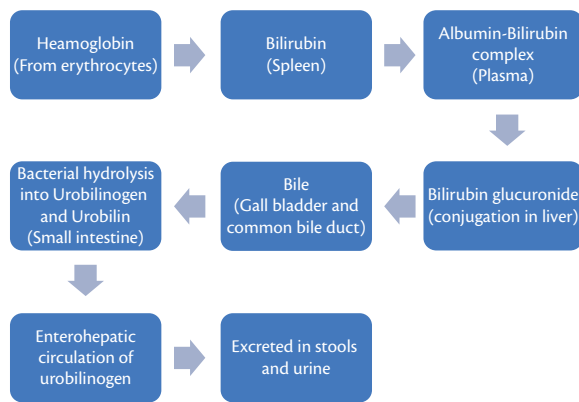 Heamoglobin
(From erythrocytes)
Bilirubin
(Spleen)
Albumin-Bilirubin
complex
(Plasma)
Bilirubin glucuronide
(conjugation in liver)
Bile
(Gall bladder and
common bile duct)
Bacterial hydrolysis
into Urobilinogen
and Urobilin
(Small intestine)
Enterohepatic
circulation of
urobilinogen
Excreted in stools
and urine